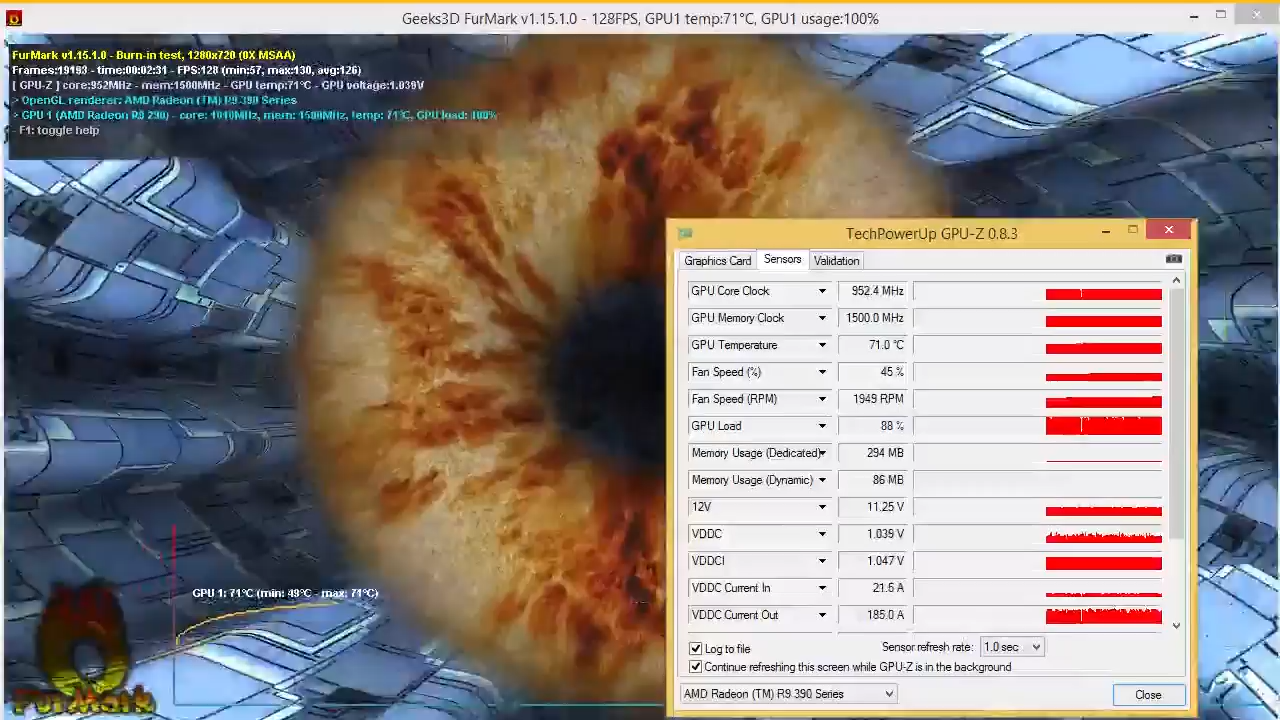 Geeks3D FurMark v1.15.1.0 - 128FPS, GPU1 temp:71°C, GPU1 usage:100%
FurMark v1.15.1.0 - Burn-in test, 1280x720 (0X MSAA)
Frames:19193 - time:00:02:31 - FPS:128 (min:57, max:130, avg:126)
[ GPU-Z ] core:952MHz - mem:1500MHz - GPU temp:71°C - GPU voltage:1.039V
> OpenGL renderer: AMD Radeon (TM) R9 390 Series
> GPU 1 (AMD Radeon R9 290) - core: 1010MHz, mem: 1500MHz, temp: 71°C, GPU load: 100%
- F1: toggle help
TechPowerUp GPU-Z 0.8.3
Graphics Card Sensors Validation
GPU Core Clock 952.4 MHz
GPU Memory Clock 1500.0 MHz
GPU Temperature 71.0 °C
Fan Speed (%) 45 %
Fan Speed (RPM) 1949 RPM
GPU Load 88 %
Memory Usage (Dedicated) 294 MB
Memory Usage (Dynamic) 86 MB
12V 11.25 V
VDDC 1.039 V
VDDCI 1.047 V
VDDC Current In 21.6 A
VDDC Current Out 185.0 A
GPU 1: 71°C (min: 49°C - max: 71°C)
Log to file Sensor refresh rate: 1.0 sec
Continue refreshing this screen while GPU-Z is in the background
AMD Radeon (TM) R9 390 Series Close
FurMark